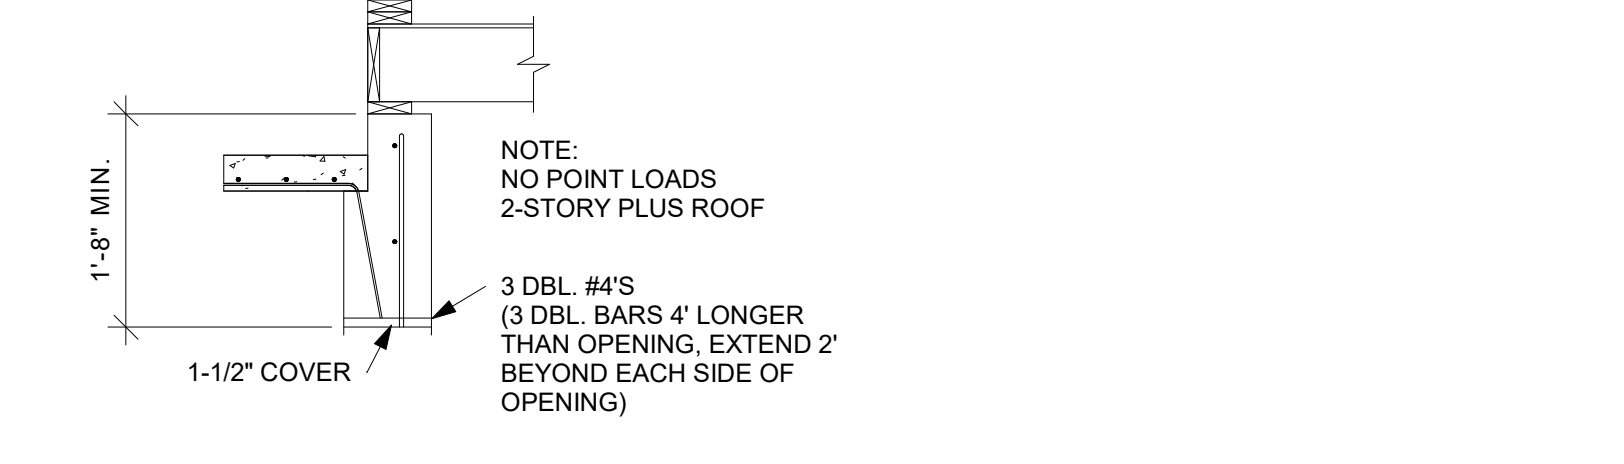 1'-8" MIN.
NOTE:
NO POINT LOADS
2-STORY PLUS ROOF
3 DBL. #4'S
(3 DBL. BARS 4' LONGER
THAN OPENING, EXTEND 2'
BEYOND EACH SIDE OF
OPENING)
1-1/2" COVER